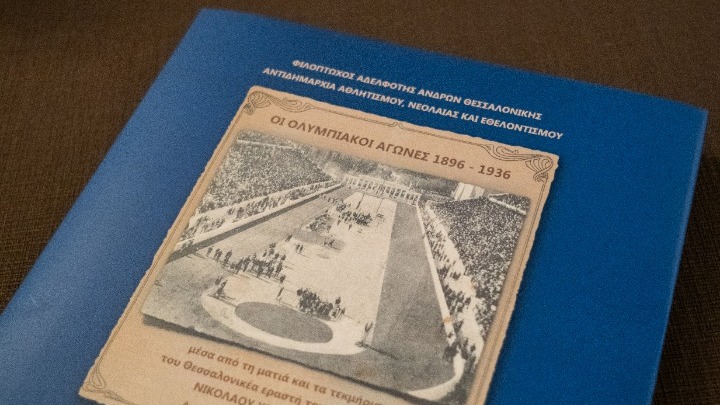 ΦΙΛΟΠΤΩΧΟΣ ΑΔΕΛΦΟΤΗΣ ΑΝΔΡΩΝ ΘΕΣΣΑΛΟΝΙΚΗΣ
ΑΝΤΙΔΗΜΑΡΧΙΑ ΑΘΛΗΤΙΣΜΟΥ, ΝΕΟΛΑΙΑΣ ΚΑΙ ΕΘΕΛΟΝΤΙΣΜΟΥ
ΟΙ ΟΛΥΜΠΙΑΚΟΙ ΑΓΩΝΕΣ 1896 - 1936
μέσα από τη ματιά και τα τεκμήρια
του Θεσσαλονικέα εραστή
ΝΙΚΟΛΑΟΥ